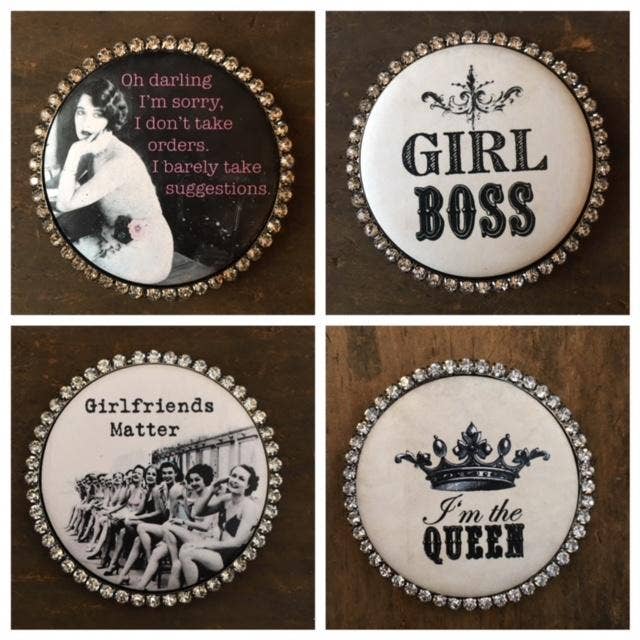 Oh darling
I'm sorry,
I don't take
orders.
I barely take
suggestions.
GIRL
BOSS
Girlfriends
Matter
I'm the
QUEEN